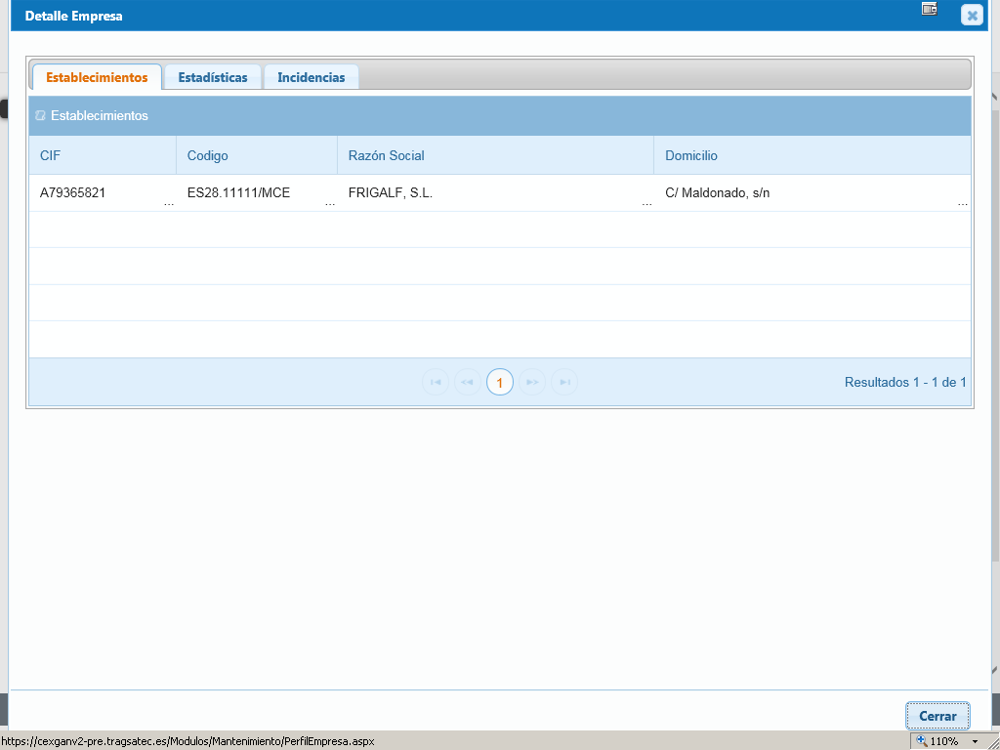 Detalle Empresa
Establecimientos Estadísticas Incidencias
Establecimientos
CIF Codigo Razón Social Domicilio
A79365821 ... ES28.11111/MCE ... FRIGALF, S.L. ... C/ Maldonado, s/n ...
1 Resultados 1 - 1 de 1
Cerrar
https://cexganv2-pre.tragsatec.es/Modulos/Mantenimiento/PerfilEmpresa.aspx 110%